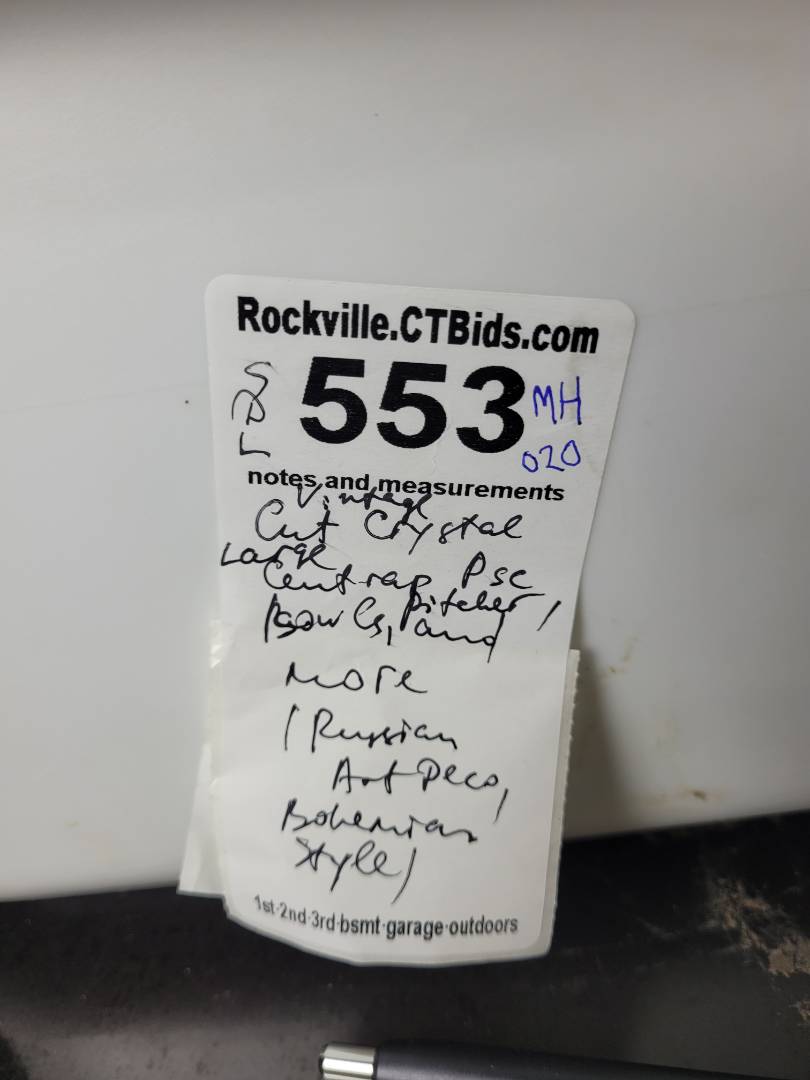 Rockville.CTBids.com
553
MH
020
notes and measurements
Vintage
Cut Crystal
Large
Centrap Psc
Pitcher,
Bowls, and
more
(Russian
Art Deco,
Bohemian
Style)
1st·2nd·3rd·bsmt·garage·outdoors